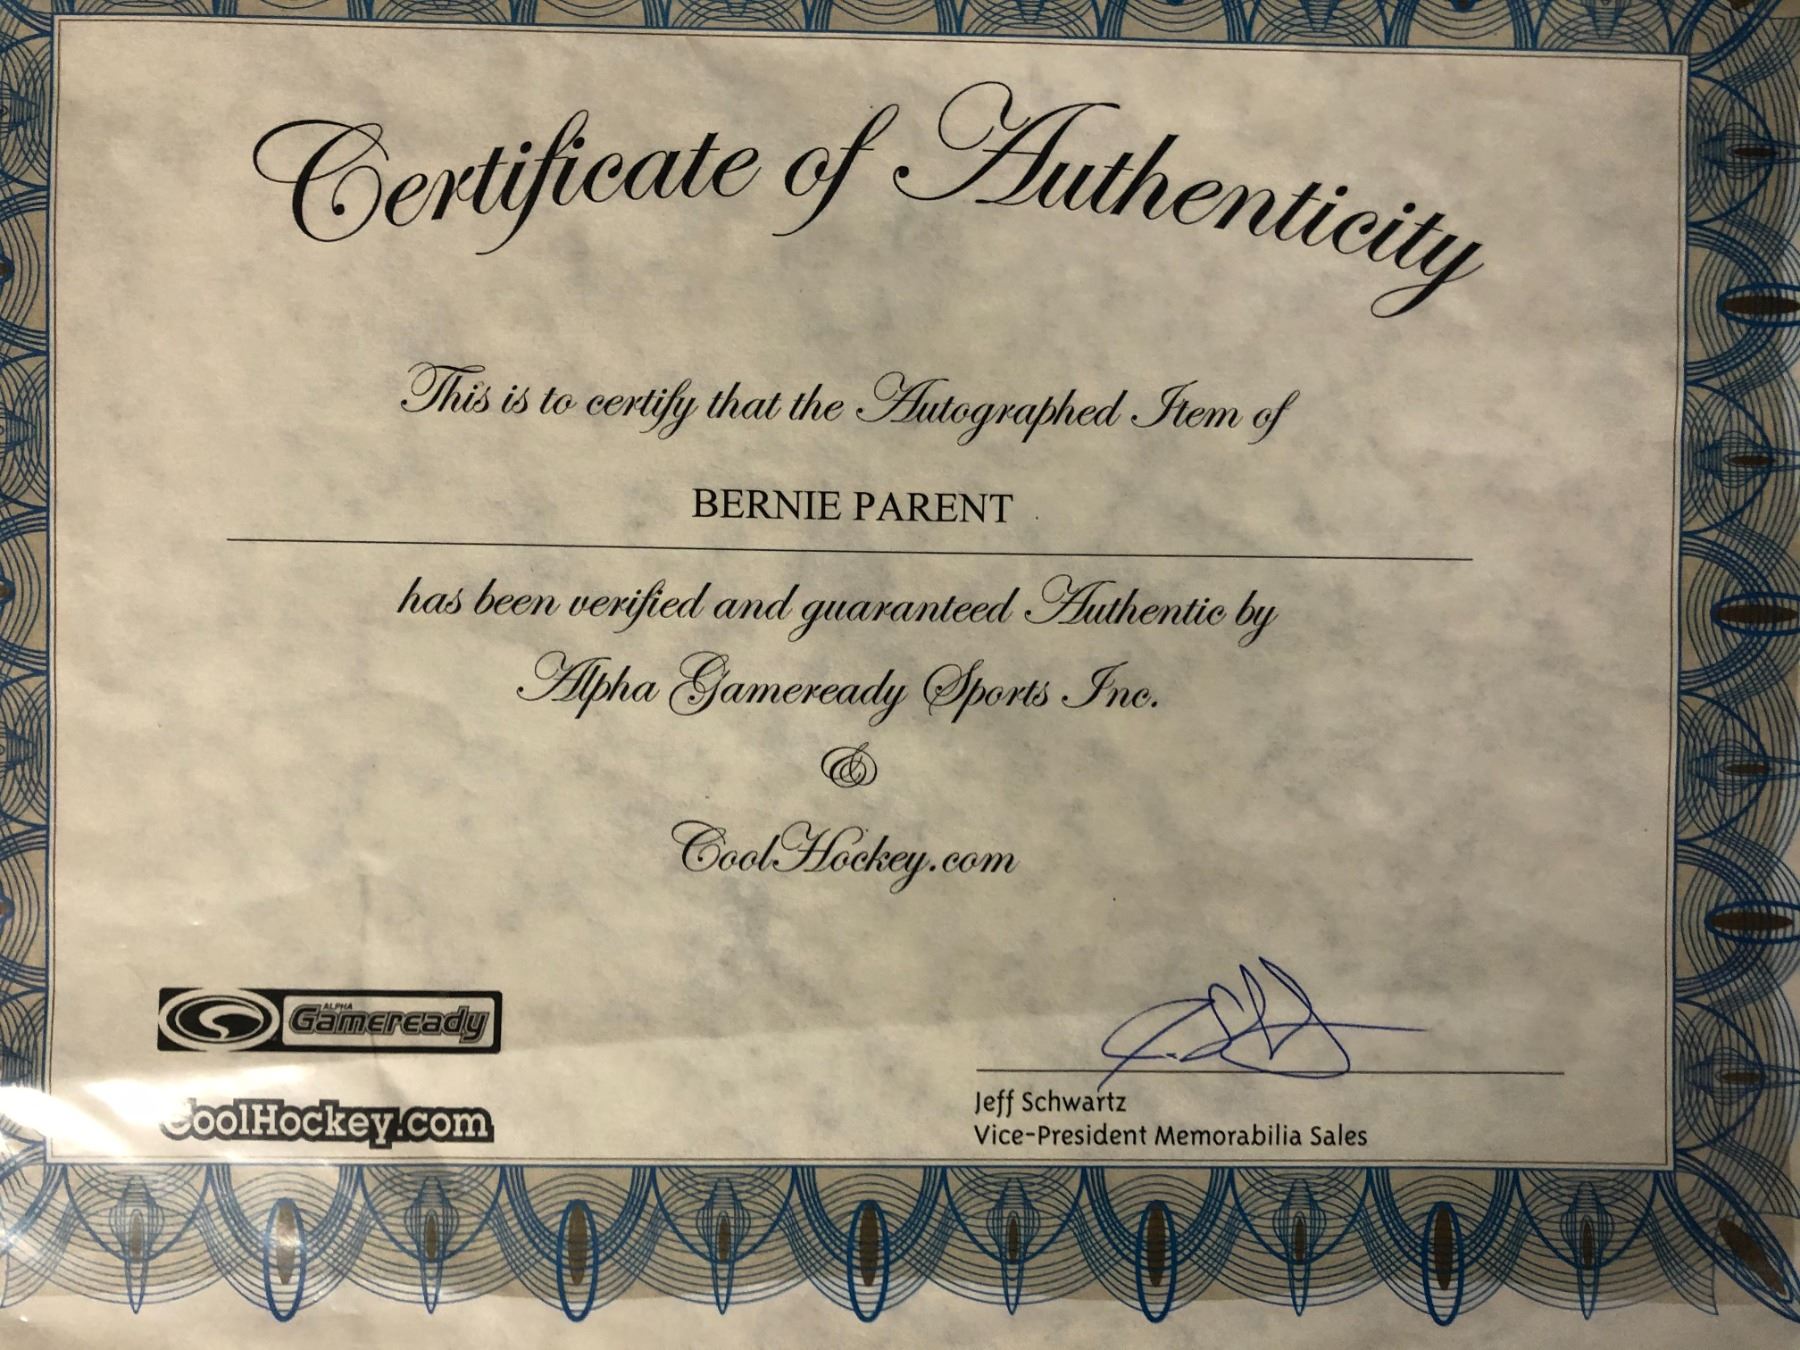 Certificate of Authenticity
This is to certify that the Autographed Item of
BERNIE PARENT
has been verified and guaranteed Authentic by
Alpha Gameready Sports Inc.
&
CoolHockey.com
ALPHA
Gameready
CoolHockey.com
Jeff Schwartz
Vice-President Memorabilia Sales